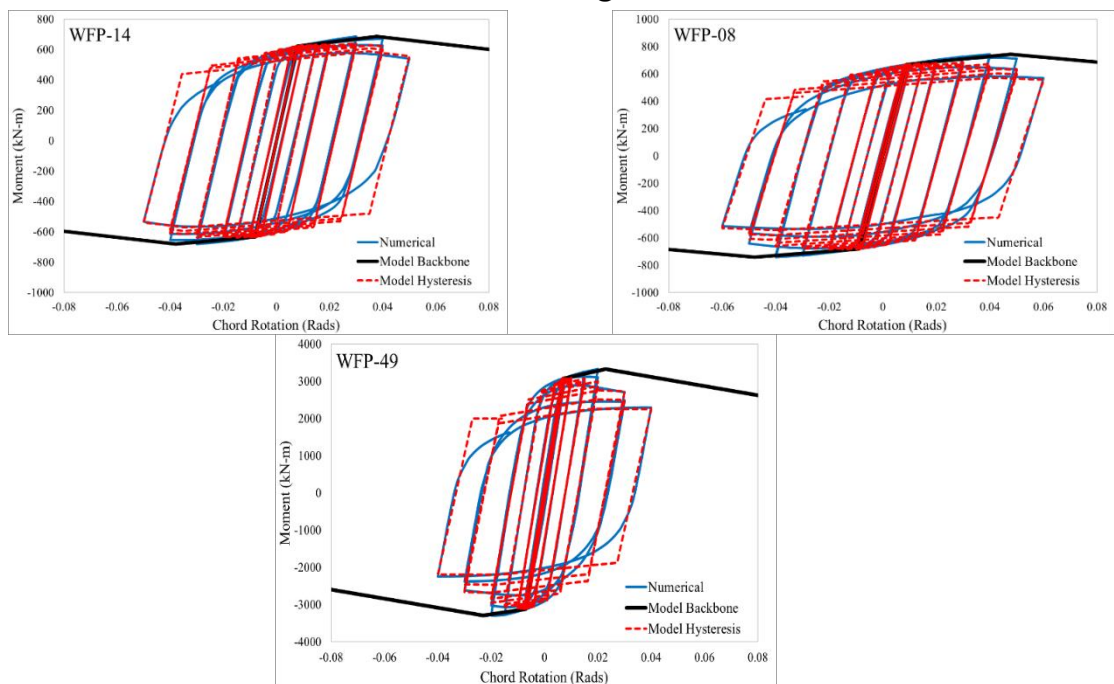 WFP-14
800
600
400
200
0
-200
-400
-600
-800
-1000
Moment (kN-m)
Numerical
Model Backbone
Model Hysteresis
-0.08 -0.06 -0.04 -0.02 0 0.02 0.04 0.06 0.08
Chord Rotation (Rads)
WFP-08
1000
800
600
400
200
0
-200
-400
-600
-800
-1000
Moment (kN-m)
Numerical
Model Backbone
Model Hysteresis
-0.08 -0.06 -0.04 -0.02 0 0.02 0.04 0.06 0.08
Chord Rotation (Rads)
WFP-49
4000
3000
2000
1000
0
-1000
-2000
-3000
-4000
Moment (kN-m)
Numerical
Model Backbone
Model Hysteresis
-0.08 -0.06 -0.04 -0.02 0 0.02 0.04 0.06 0.08
Chord Rotation (Rads)